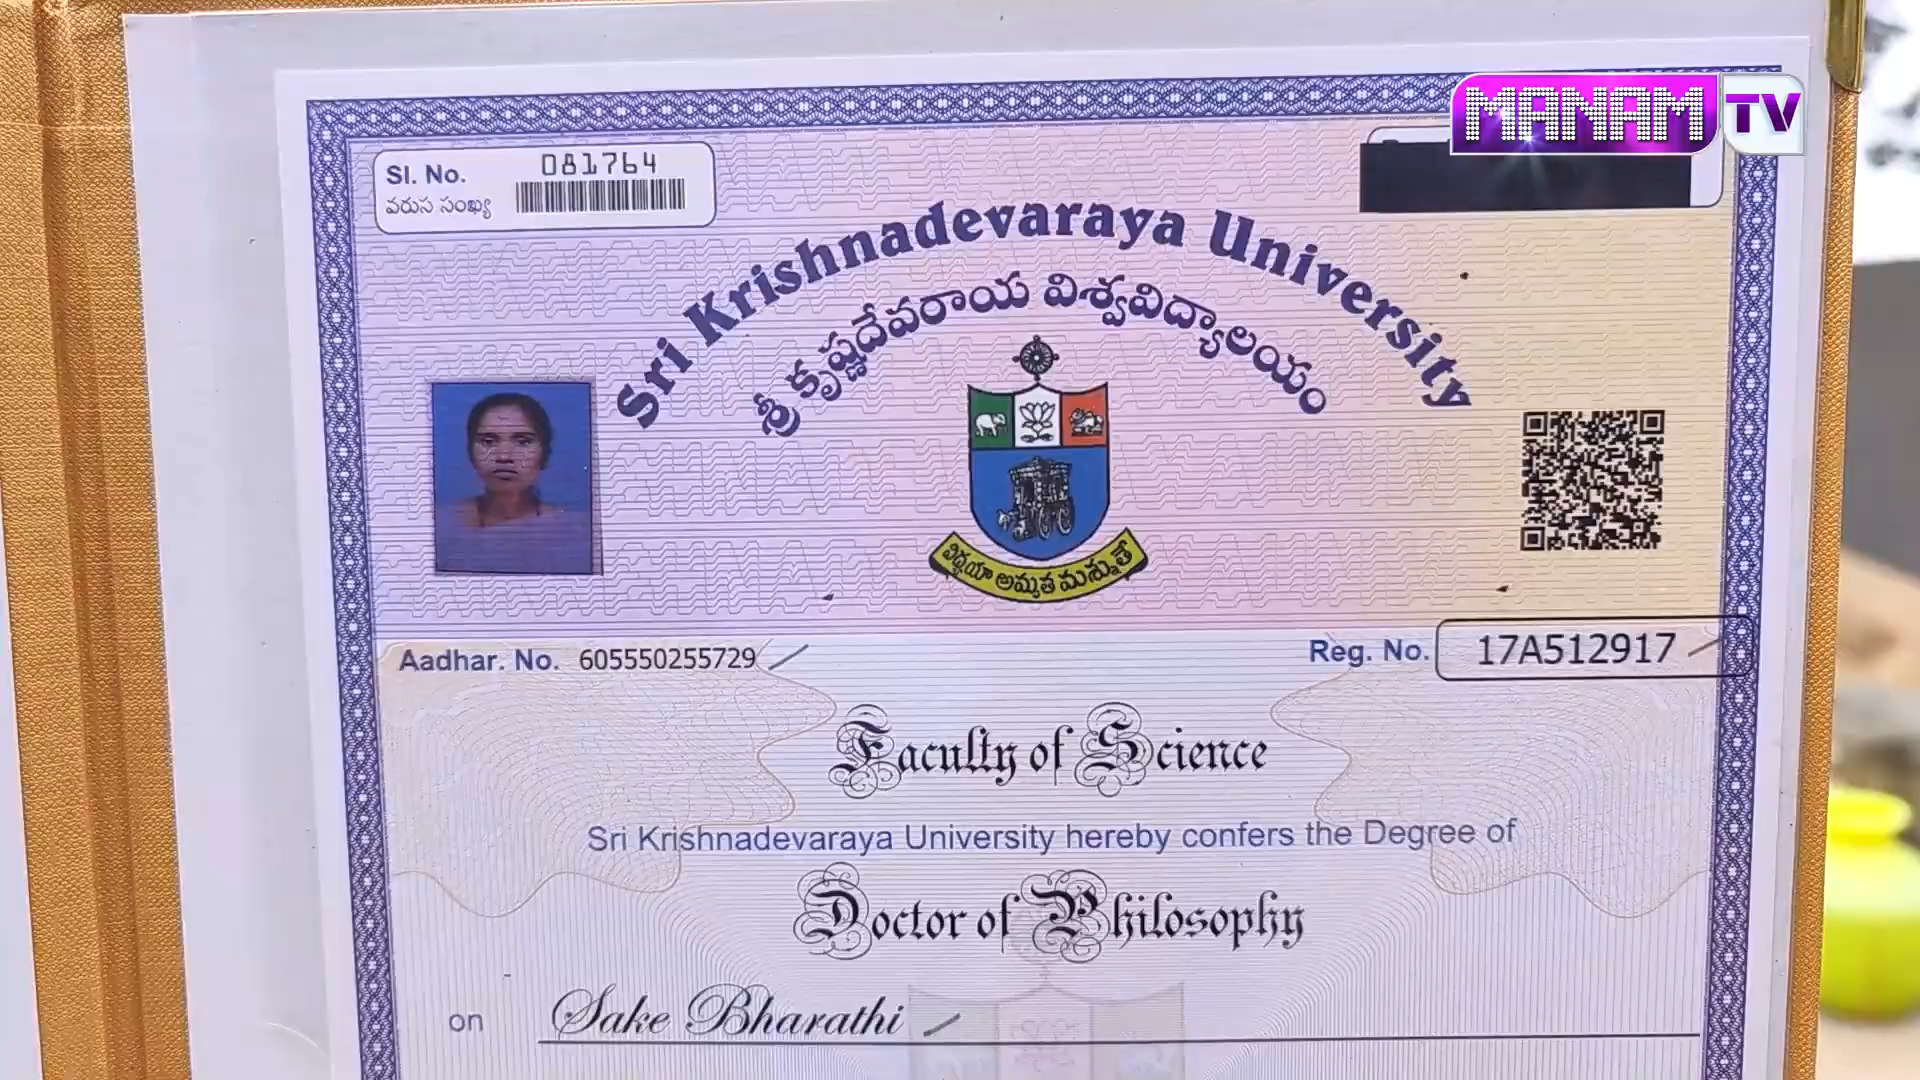 MANAM TV
Sl. No. 081764
వరుస సంఖ్య
Sri Krishnadevaraya University
శ్రీ కృష్ణదేవరాయ విశ్వవిద్యాలయం
విద్యయా అమృత మశ్నుతే
Aadhar. No. 605550255729
Reg. No. 17A512917
Faculty of Science
Sri Krishnadevaraya University hereby confers the Degree of
Doctor of Philosophy
on Sake Bharathi